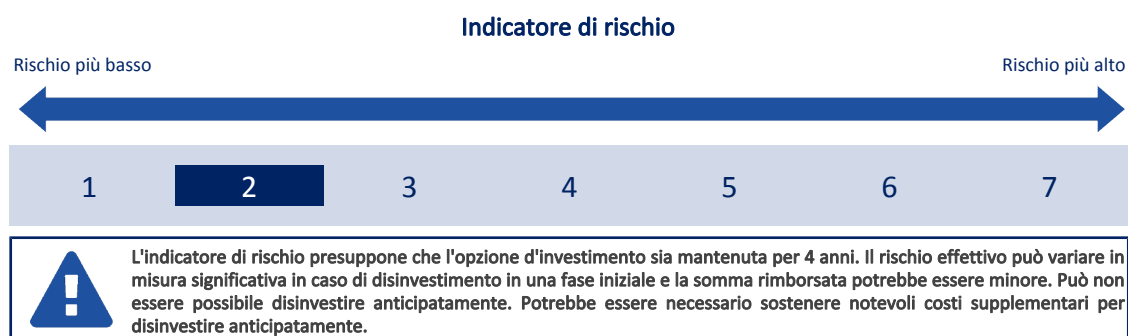 Indicatore di rischio
Rischio più basso
Rischio più alto
1 2 3 4 5 6 7
L'indicatore di rischio presuppone che l'opzione d'investimento sia mantenuta per 4 anni. Il rischio effettivo può variare in
misura significativa in caso di disinvestimento in una fase iniziale e la somma rimborsata potrebbe essere minore. Può non
essere possibile disinvestire anticipatamente. Potrebbe essere necessario sostenere notevoli costi supplementari per
disinvestire anticipatamente.